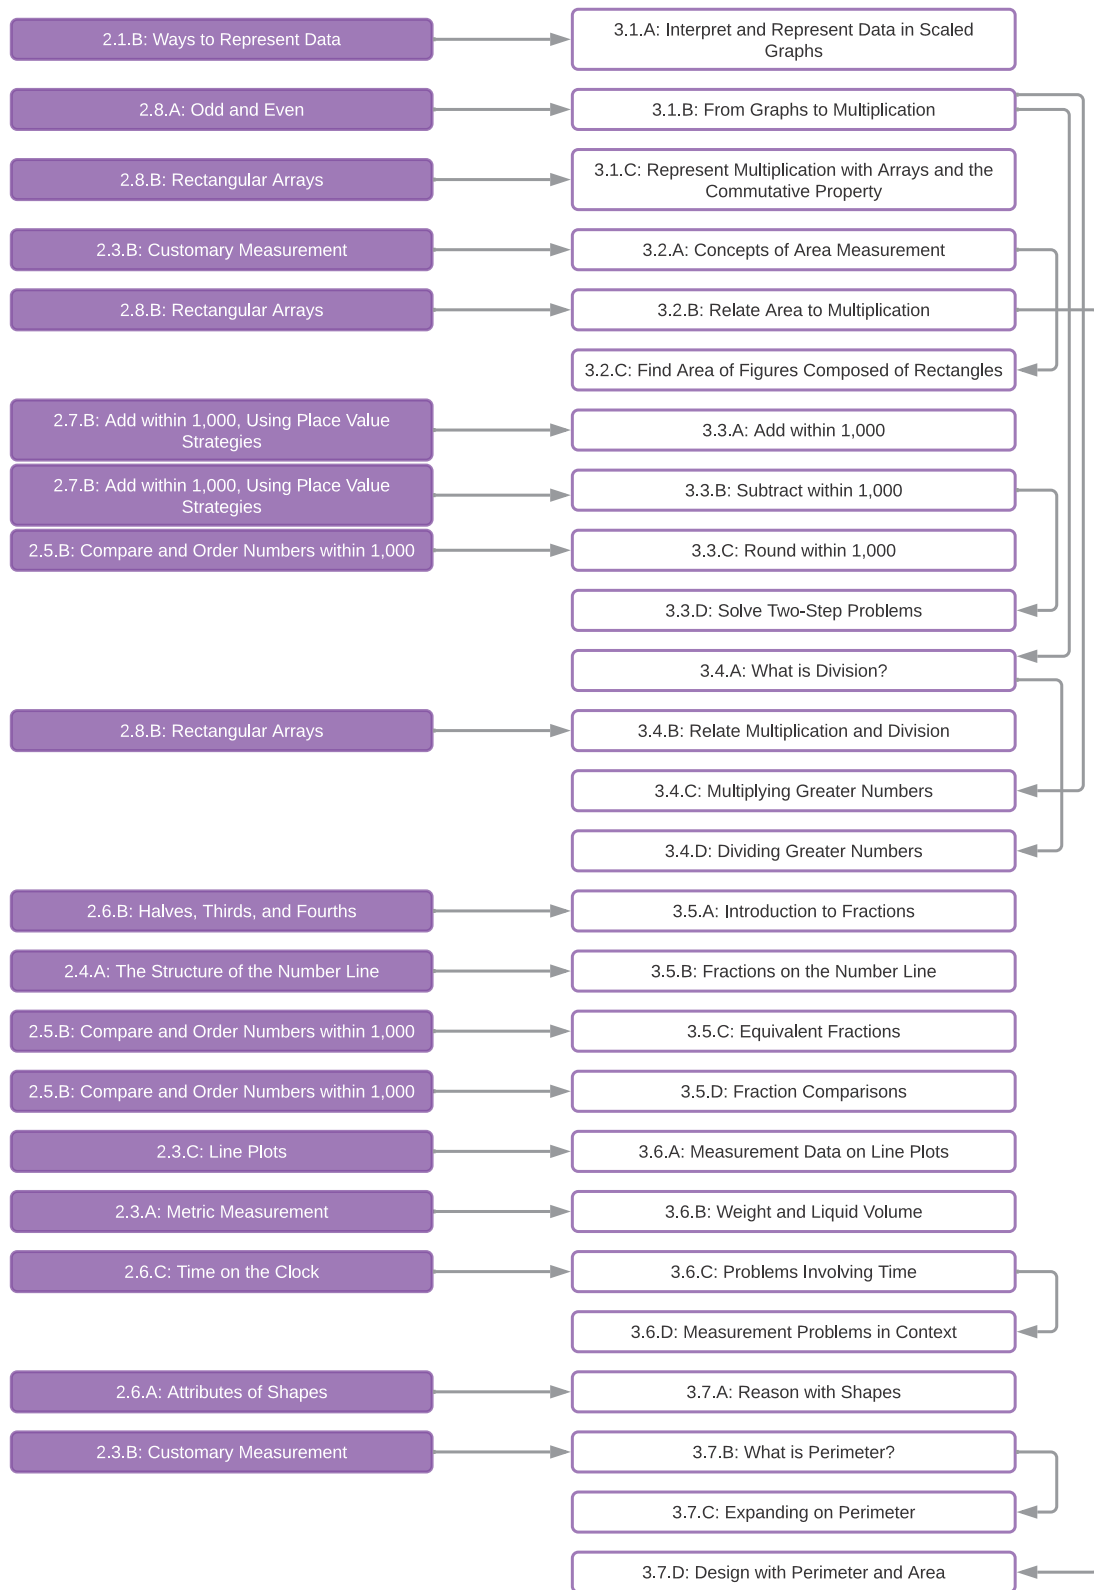 2.1.B: Ways to Represent Data
3.1.A: Interpret and Represent Data in Scaled
Graphs
2.8.A: Odd and Even
3.1.B: From Graphs to Multiplication
2.8.B: Rectangular Arrays
3.1.C: Represent Multiplication with Arrays and the
Commutative Property
2.3.B: Customary Measurement
3.2.A: Concepts of Area Measurement
2.8.B: Rectangular Arrays
3.2.B: Relate Area to Multiplication
3.2.C: Find Area of Figures Composed of Rectangles
2.7.B: Add within 1,000, Using Place Value
Strategies
3.3.A: Add within 1,000
2.7.B: Add within 1,000, Using Place Value
Strategies
3.3.B: Subtract within 1,000
2.5.B: Compare and Order Numbers within 1,000
3.3.C: Round within 1,000
3.3.D: Solve Two-Step Problems
3.4.A: What is Division?
2.8.B: Rectangular Arrays
3.4.B: Relate Multiplication and Division
3.4.C: Multiplying Greater Numbers
3.4.D: Dividing Greater Numbers
2.6.B: Halves, Thirds, and Fourths
3.5.A: Introduction to Fractions
2.4.A: The Structure of the Number Line
3.5.B: Fractions on the Number Line
2.5.B: Compare and Order Numbers within 1,000
3.5.C: Equivalent Fractions
2.5.B: Compare and Order Numbers within 1,000
3.5.D: Fraction Comparisons
2.3.C: Line Plots
3.6.A: Measurement Data on Line Plots
2.3.A: Metric Measurement
3.6.B: Weight and Liquid Volume
2.6.C: Time on the Clock
3.6.C: Problems Involving Time
3.6.D: Measurement Problems in Context
2.6.A: Attributes of Shapes
3.7.A: Reason with Shapes
2.3.B: Customary Measurement
3.7.B: What is Perimeter?
3.7.C: Expanding on Perimeter
3.7.D: Design with Perimeter and Area